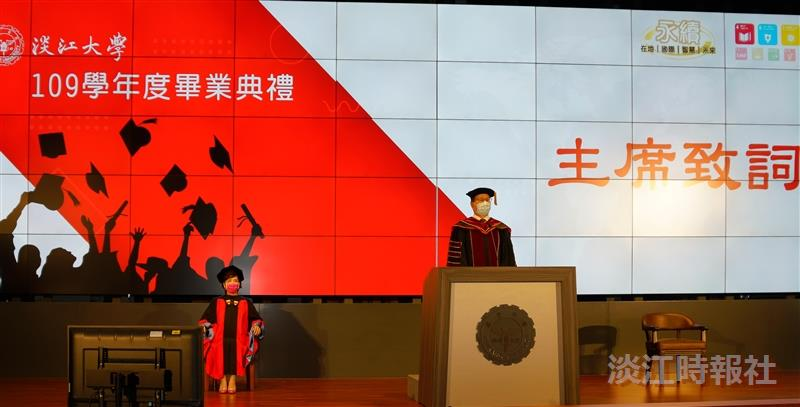 淡江大學
109學年度畢業典禮
永續
在地 國際 智慧 未來
主席致詞
淡江時報社